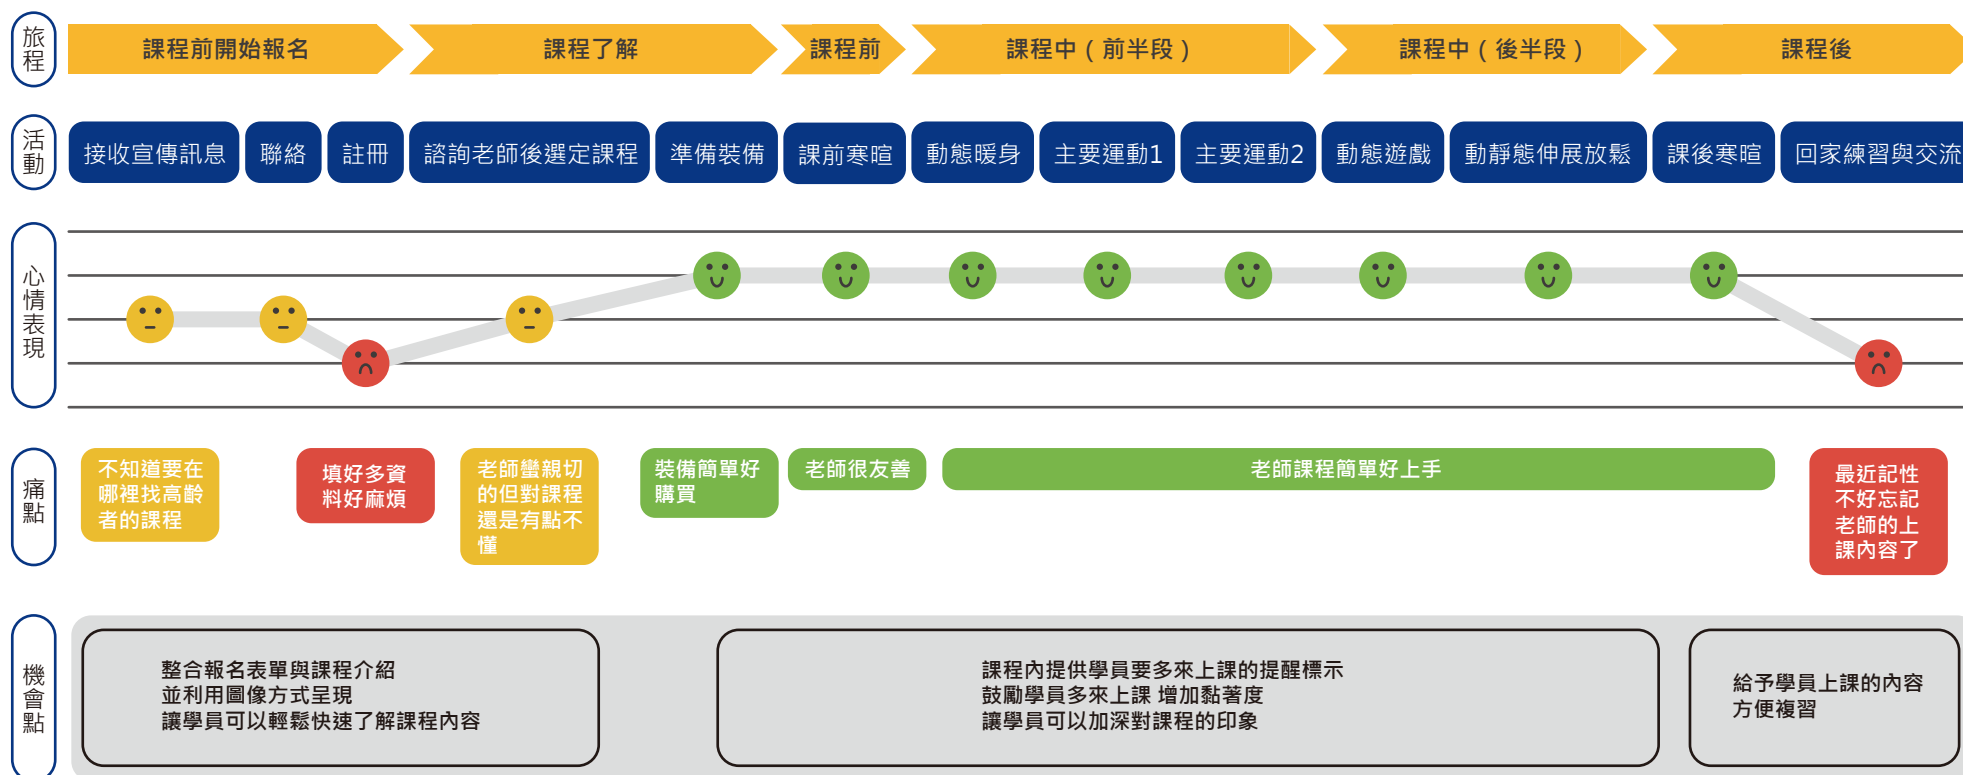 旅程
課程前開始報名
課程了解
課程前
課程中（前半段）
課程中（後半段）
課程後
活動
接收宣傳訊息
聯絡
註冊
諮詢老師後選定課程
準備裝備
課前寒暄
動態暖身
主要運動1
主要運動2
動態遊戲
動靜態伸展放鬆
課後寒暄
回家練習與交流
心情表現
痛點
不知道要在
哪裡找高齡
者的課程
填好多資
料好麻煩
老師蠻親切
的但對課程
還是有點不
懂
裝備簡單好
購買
老師很友善
老師課程簡單好上手
最近記性
不好忘記
老師的上
課內容了
機會點
整合報名表單與課程介紹
並利用圖像方式呈現
讓學員可以輕鬆快速了解課程內容
課程內提供學員要多來上課的提醒標示
鼓勵學員多來上課 增加黏著度
讓學員可以加深對課程的印象
給予學員上課的內容
方便複習